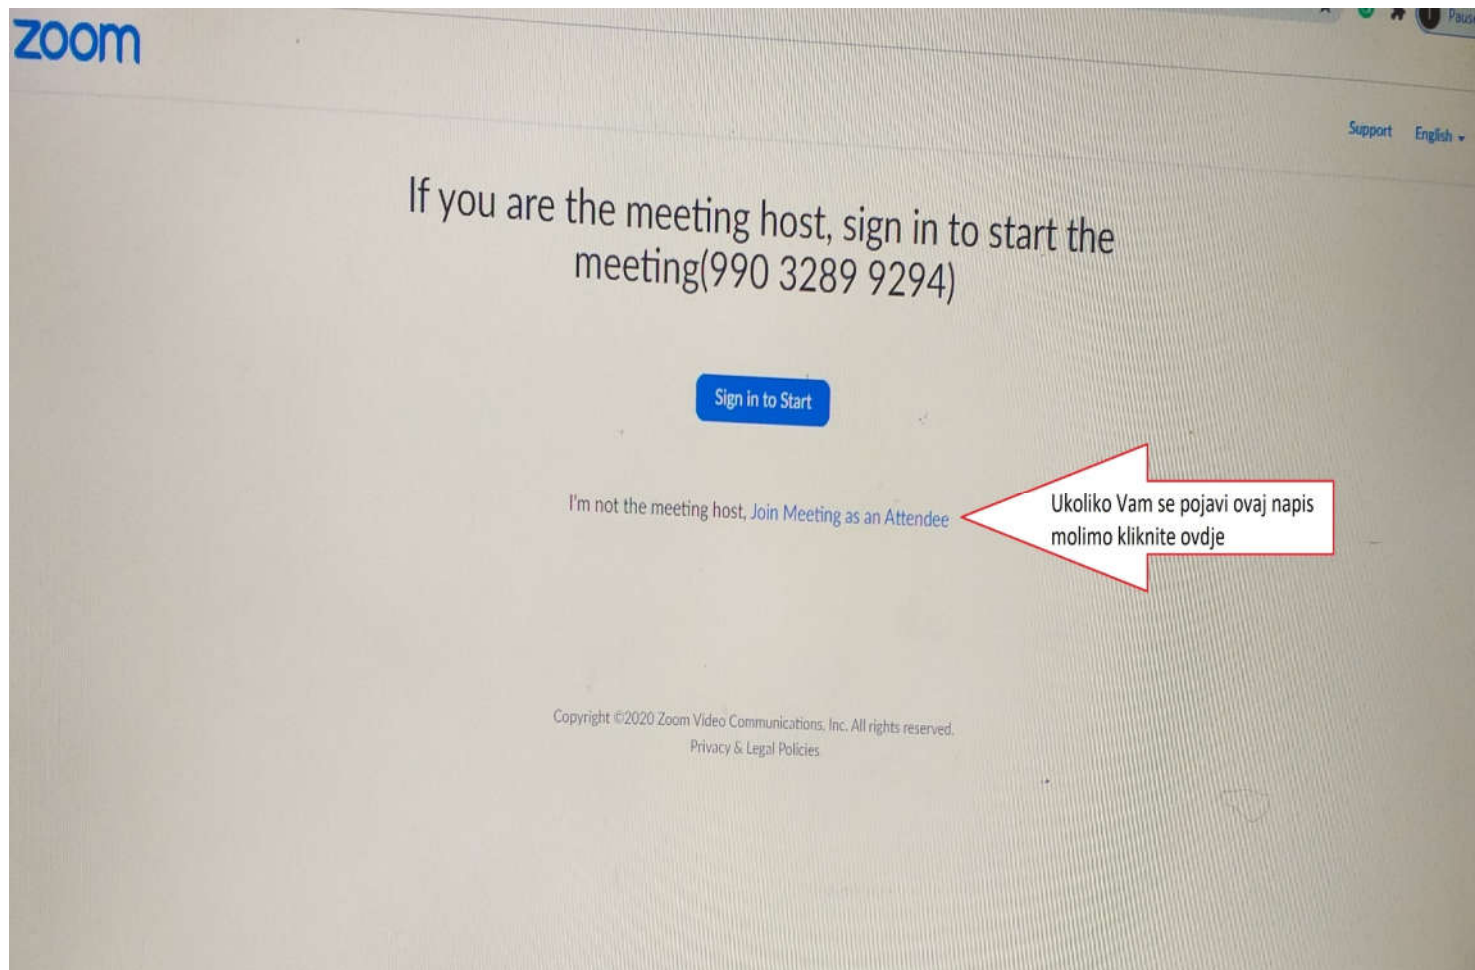 zoom
Paus
Support English
If you are the meeting host, sign in to start the
meeting(990 3289 9294)
Sign in to Start
I'm not the meeting host, Join Meeting as an Attendee
Ukoliko Vam se pojavi ovaj napis
molimo kliknite ovdje
Copyright ©2020 Zoom Video Communications, Inc. All rights reserved.
Privacy & Legal Policies